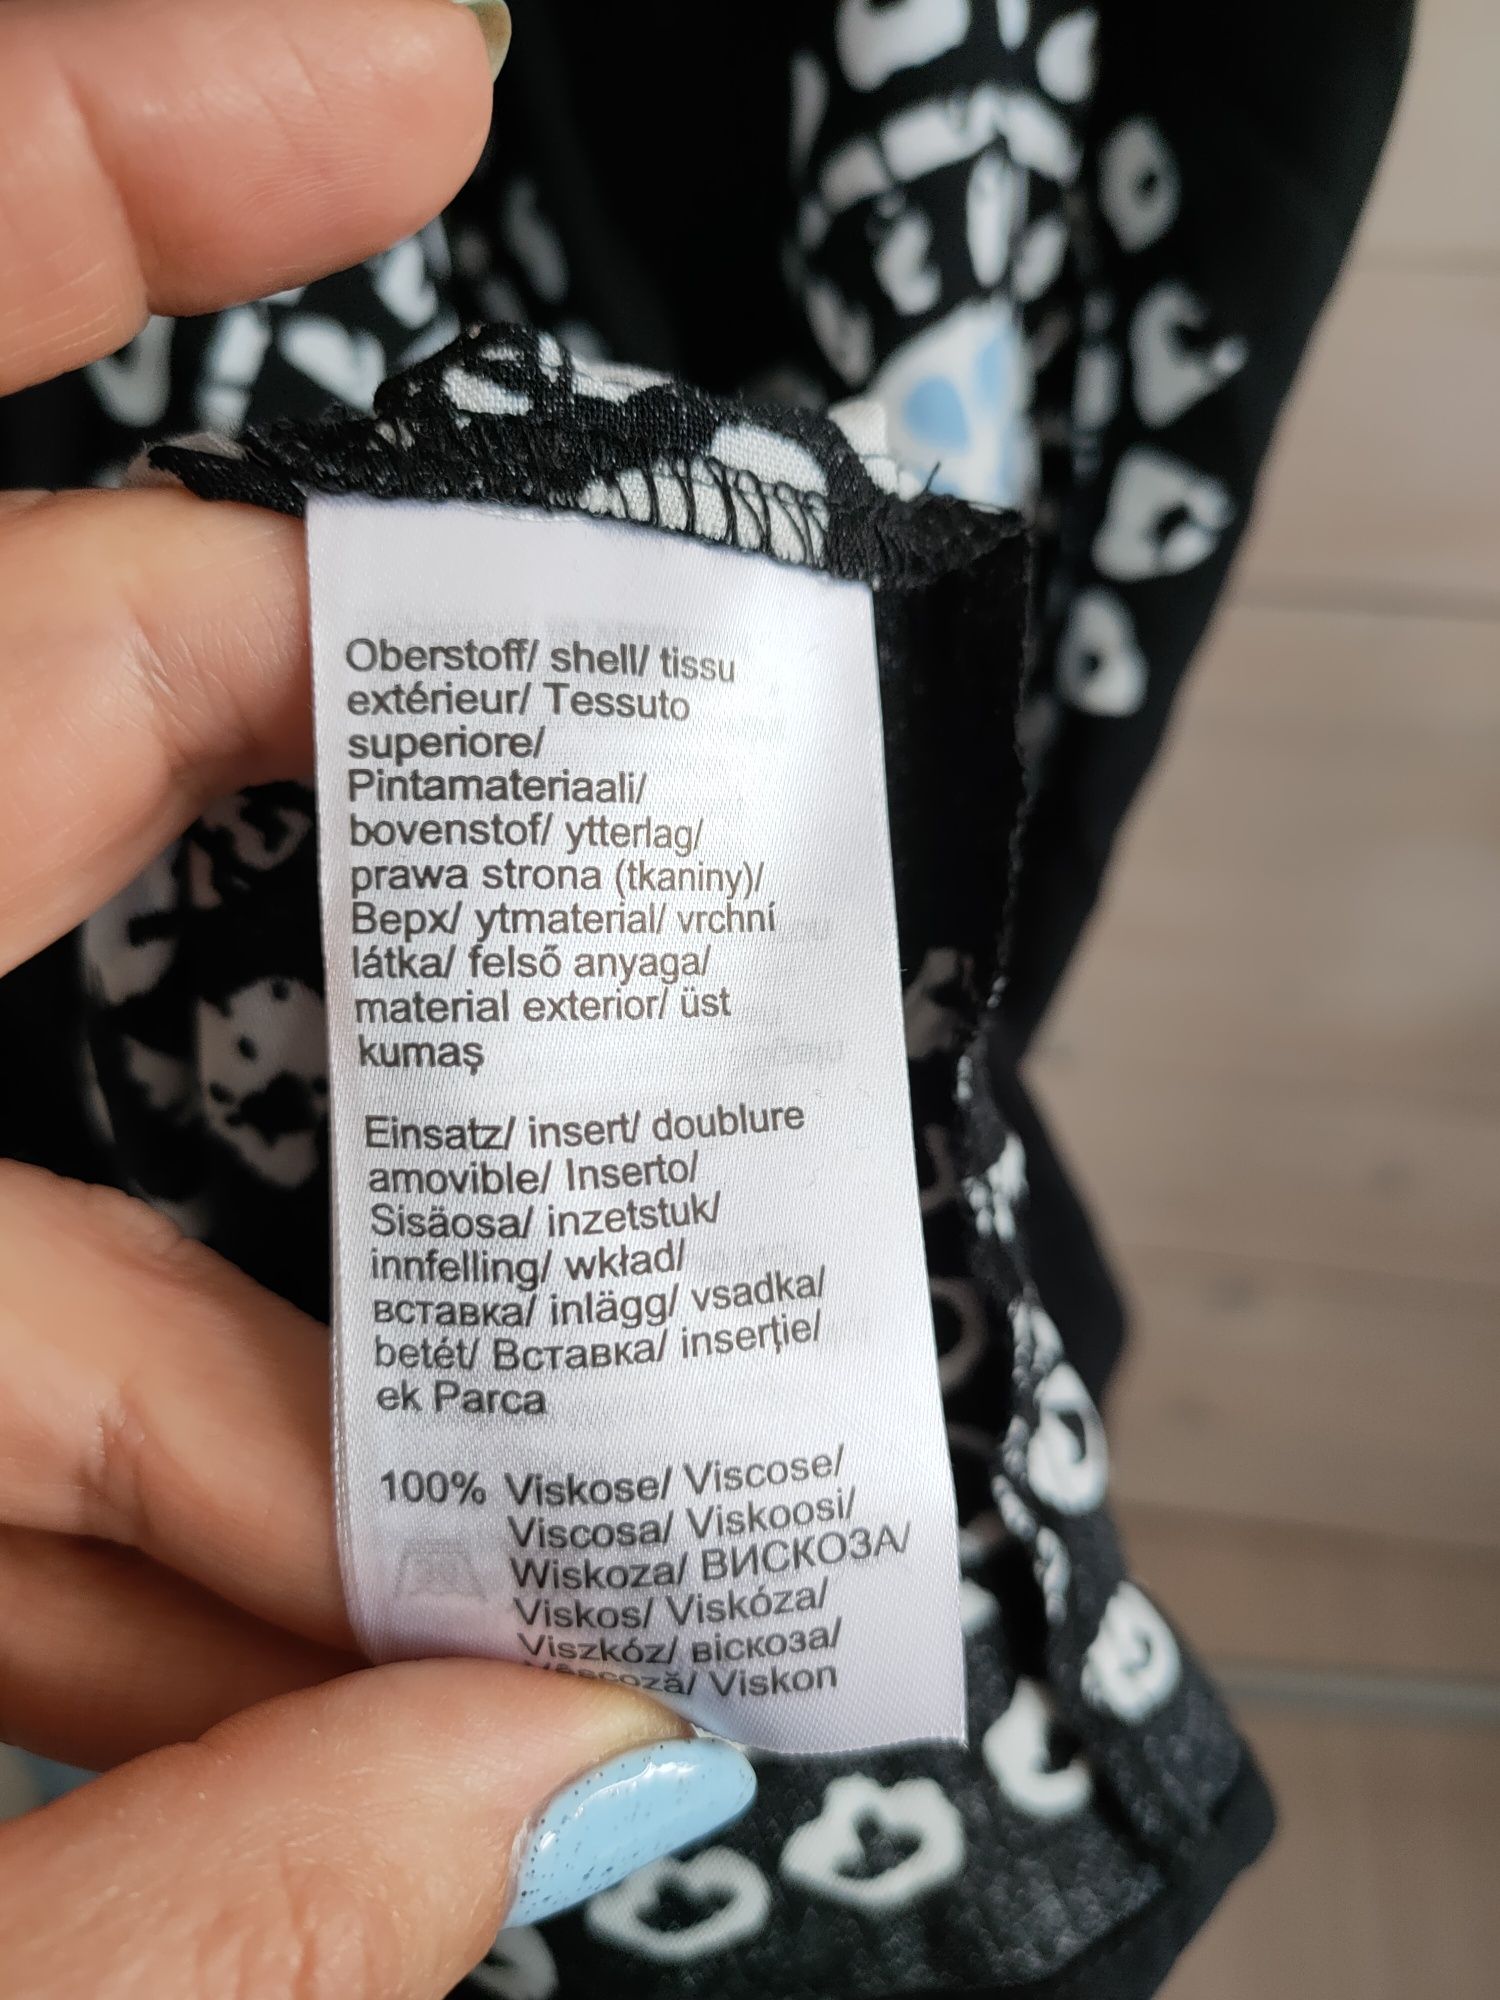 Oberstoff/ shell/ tissu
extérieur/ Tessuto
superiore/
Pintamateriaali/
bovenstof/ ytterlag/
prawa strona (tkaniny)/
Верх/ ytmaterial/ vrchní
látka/ felső anyaga/
material exterior/ üst
kumaş
Einsatz/ insert/ doublure
amovible/ Inserto/
Sisäosa/ inzetstuk/
innfelling/ wkład/
вставка/ inlägg/ vsadka/
betét/ Вставка/ inserție/
ek Parca
100% Viskose/ Viscose/
Viscosa/ Viskoosi/
Wiskoza/ ВИСКОЗА/
Viskos/ Viskóza/
Viszkóz/ віскоза/
Viskon